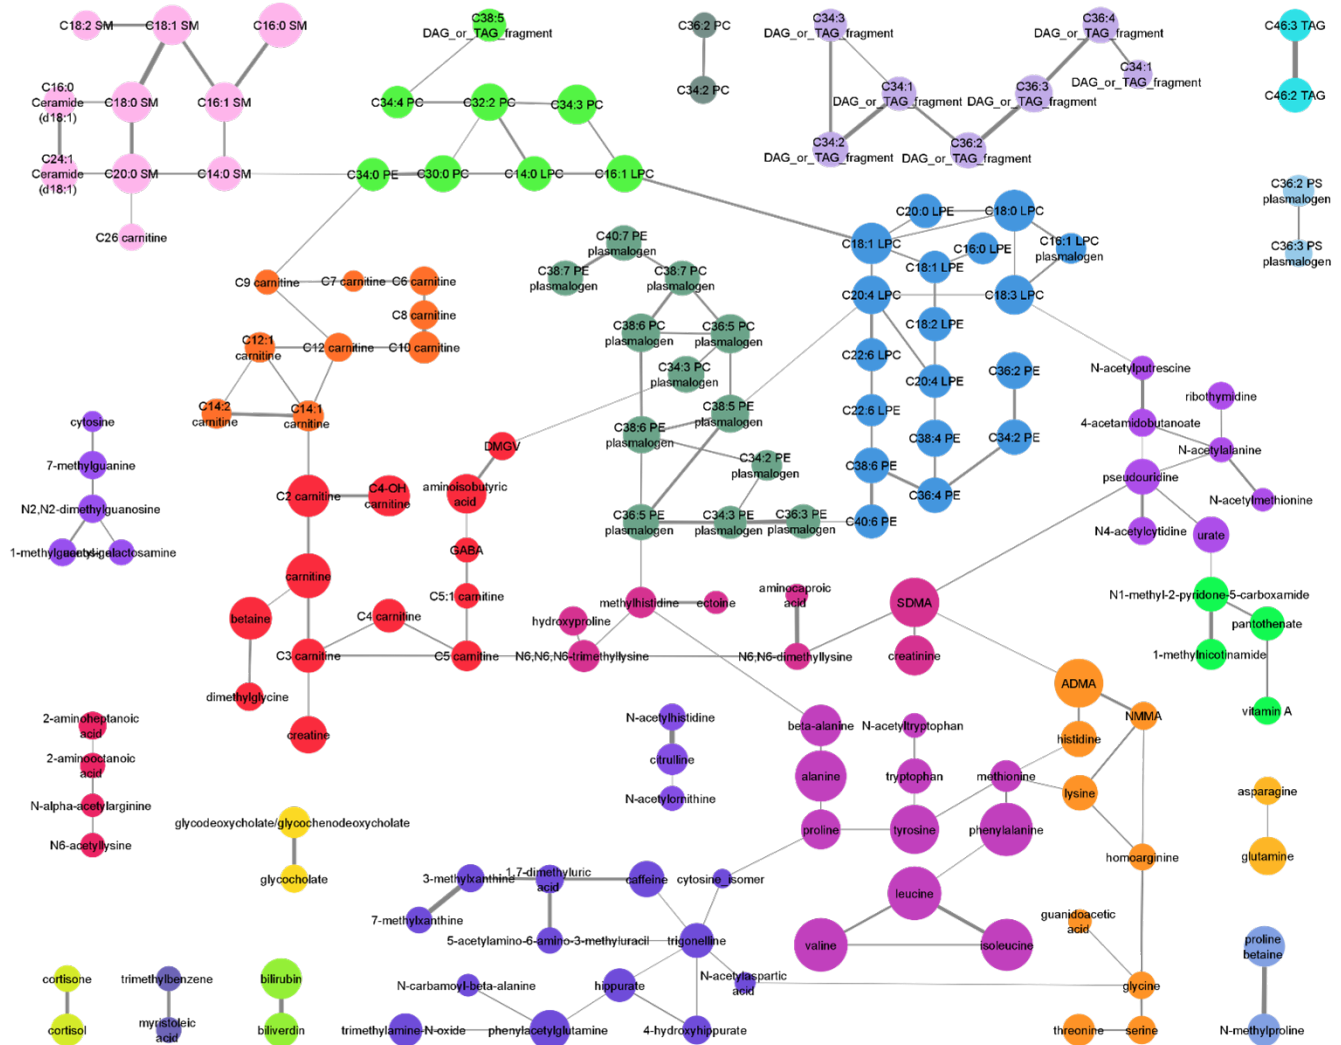 C18:2 SM
C18:1 SM
C16:0 SM
C38:5
DAG_or_TAG_fragment
C36:2 PC
C34:3
DAG_or_TAG_fragment
C36:4
DAG_or_TAG_fragment
C46:3 TAG
C34:1
DAG_or_TAG_fragment
C16:0
Ceramide
(d18:1)
C18:0 SM
C16:1 SM
C34:4 PC
C32:2 PC
C34:3 PC
C34:2 PC
C34:1
DAG_or_TAG_fragment
C36:3
DAG_or_TAG_fragment
C46:2 TAG
C34:2
DAG_or_TAG_fragment
C36:2
DAG_or_TAG_fragment
C24:1
Ceramide
(d18:1)
C20:0 SM
C14:0 SM
C34:0 PE
C30:0 PC
C14:0 LPC
C16:1 LPC
C36:2 PS
plasmalogen
C26 carnitine
C20:0 LPE
C18:0 LPC
C40:7 PE
plasmalogen
C18:1 LPC
C16:0 LPE
C16:1 LPC
plasmalogen
C36:3 PS
plasmalogen
C9 carnitine
C7 carnitine
C6 carnitine
C38:7 PE
plasmalogen
C38:7 PC
plasmalogen
C18:1 LPE
C20:4 LPC
C18:3 LPC
C8 carnitine
C38:6 PC
plasmalogen
C36:5 PC
plasmalogen
C18:2 LPE
C12:1
carnitine
C12 carnitine
C10 carnitine
C22:6 LPC
C34:3 PC
plasmalogen
C20:4 LPE
C36:2 PE
N-acetylputrescine
ribothymidine
C14:2
carnitine
C14:1
carnitine
C38:5 PE
plasmalogen
C22:6 LPE
4-acetamidobutanoate
cytosine
C38:6 PE
plasmalogen
C38:4 PE
C34:2 PE
N-acetylalanine
DMGV
7-methylguanine
C34:2 PE
plasmalogen
C38:6 PE
pseudouridine
C2 carnitine
C4-OH
carnitine
aminoisobutyric
acid
C36:4 PE
N-acetylmethionine
N2,N2-dimethylguanosine
C36:5 PE
plasmalogen
C34:3 PE
plasmalogen
C36:3 PE
plasmalogen
C40:6 PE
N4-acetylcytidine
urate
GABA
carnitine
C5:1 carnitine
methylhistidine
ectoine
aminocaproic
acid
SDMA
N1-methyl-2-pyridone-5-carboxamide
betaine
C4 carnitine
hydroxyproline
pantothenate
C3 carnitine
C5 carnitine
N6,N6,N6-trimethyllysine
N6,N6-dimethyllysine
creatinine
1-methylnicotinamide
dimethylglycine
ADMA
2-aminoheptanoic
acid
creatine
N-acetylhistidine
beta-alanine
N-acetyltryptophan
NMMA
vitamin A
histidine
2-aminooctanoic
acid
citrulline
alanine
tryptophan
methionine
lysine
asparagine
N-alpha-acetylarginine
N-acetylornithine
glycodeoxycholate/glycochenodeoxycholate
proline
tyrosine
phenylalanine
N6-acetyllysine
homoarginine
glutamine
glycocholate
3-methylxanthine
1,7-dimethyluric
acid
caffeine
cytosine_isomer
leucine
7-methylxanthine
5-acetylamino-6-amino-3-methyluracil
trigonelline
valine
isoleucine
guanidoacetic
acid
proline
betaine
cortisone
trimethylbenzene
bilirubin
N-carbamoyl-beta-alanine
hippurate
N-acetylaspartic
acid
glycine
cortisol
myristoleic
acid
biliverdin
trimethylamine-N-oxide
phenylacetylglutamine
4-hydroxyhippurate
threonine
serine
N-methylproline